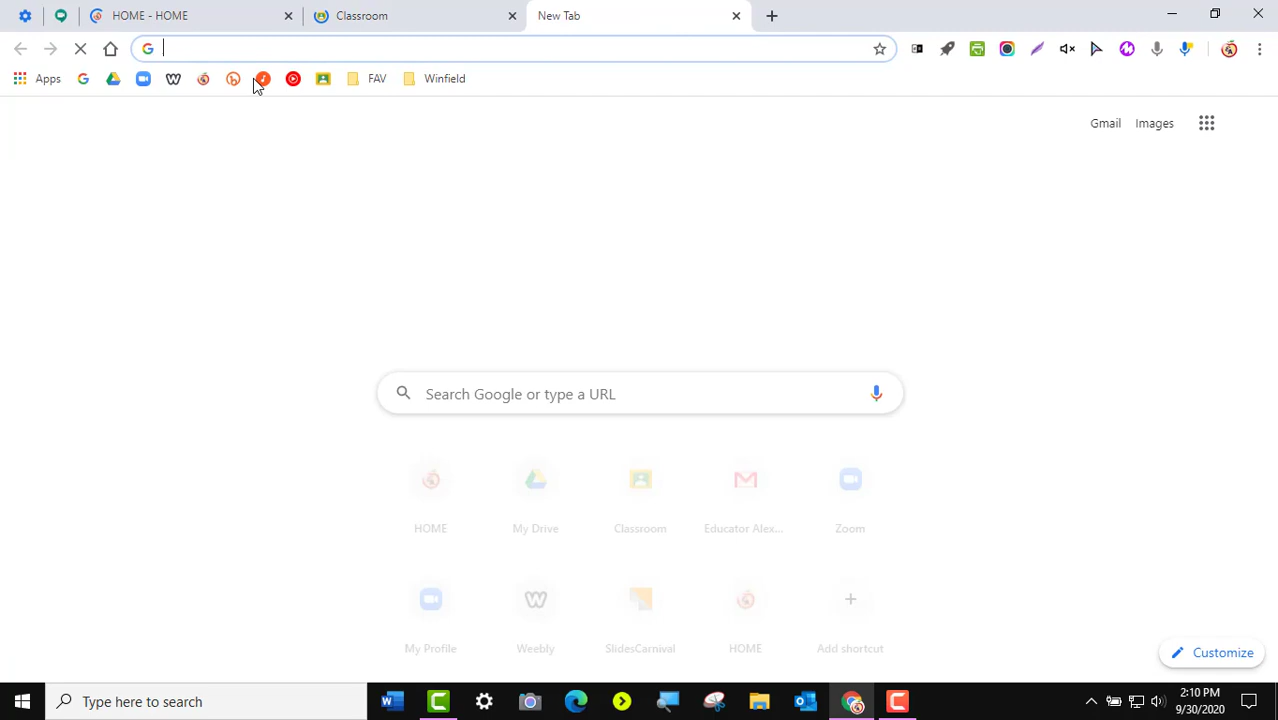 HOME - HOME
Classroom
New Tab
Apps
FAV
Winfield
Gmail
Images
Search Google or type a URL
HOME
My Drive
Classroom
Educator Alex...
Zoom
My Profile
Weebly
SlidesCarnival
HOME
Add shortcut
Customize
Type here to search
2:10 PM
9/30/2020